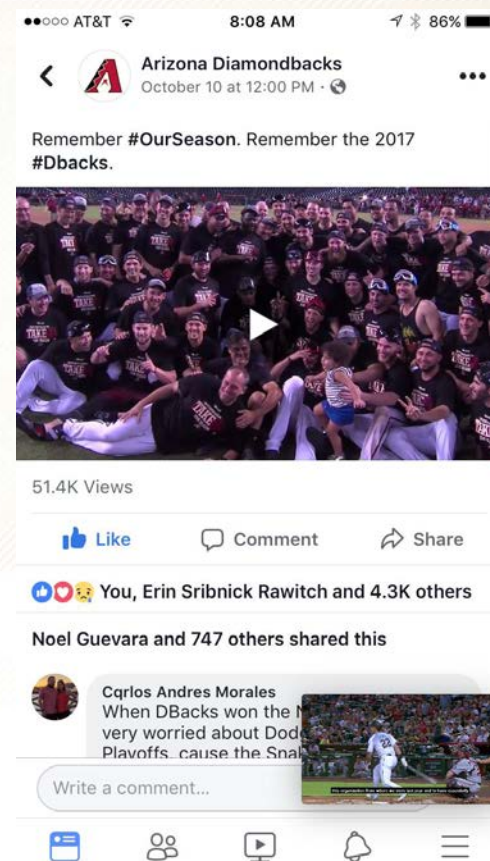 AT&T 8:08 AM 86%
Arizona Diamondbacks
October 10 at 12:00 PM ·
Remember #OurSeason. Remember the 2017
#Dbacks.
TAKE
51.4K Views
Like Comment Share
You, Erin Sribnick Rawitch and 4.3K others
Noel Guevara and 747 others shared this
Cqrlos Andres Morales
When DBacks won the
very worried about
Playoffs, cause the
22
Write a comment...